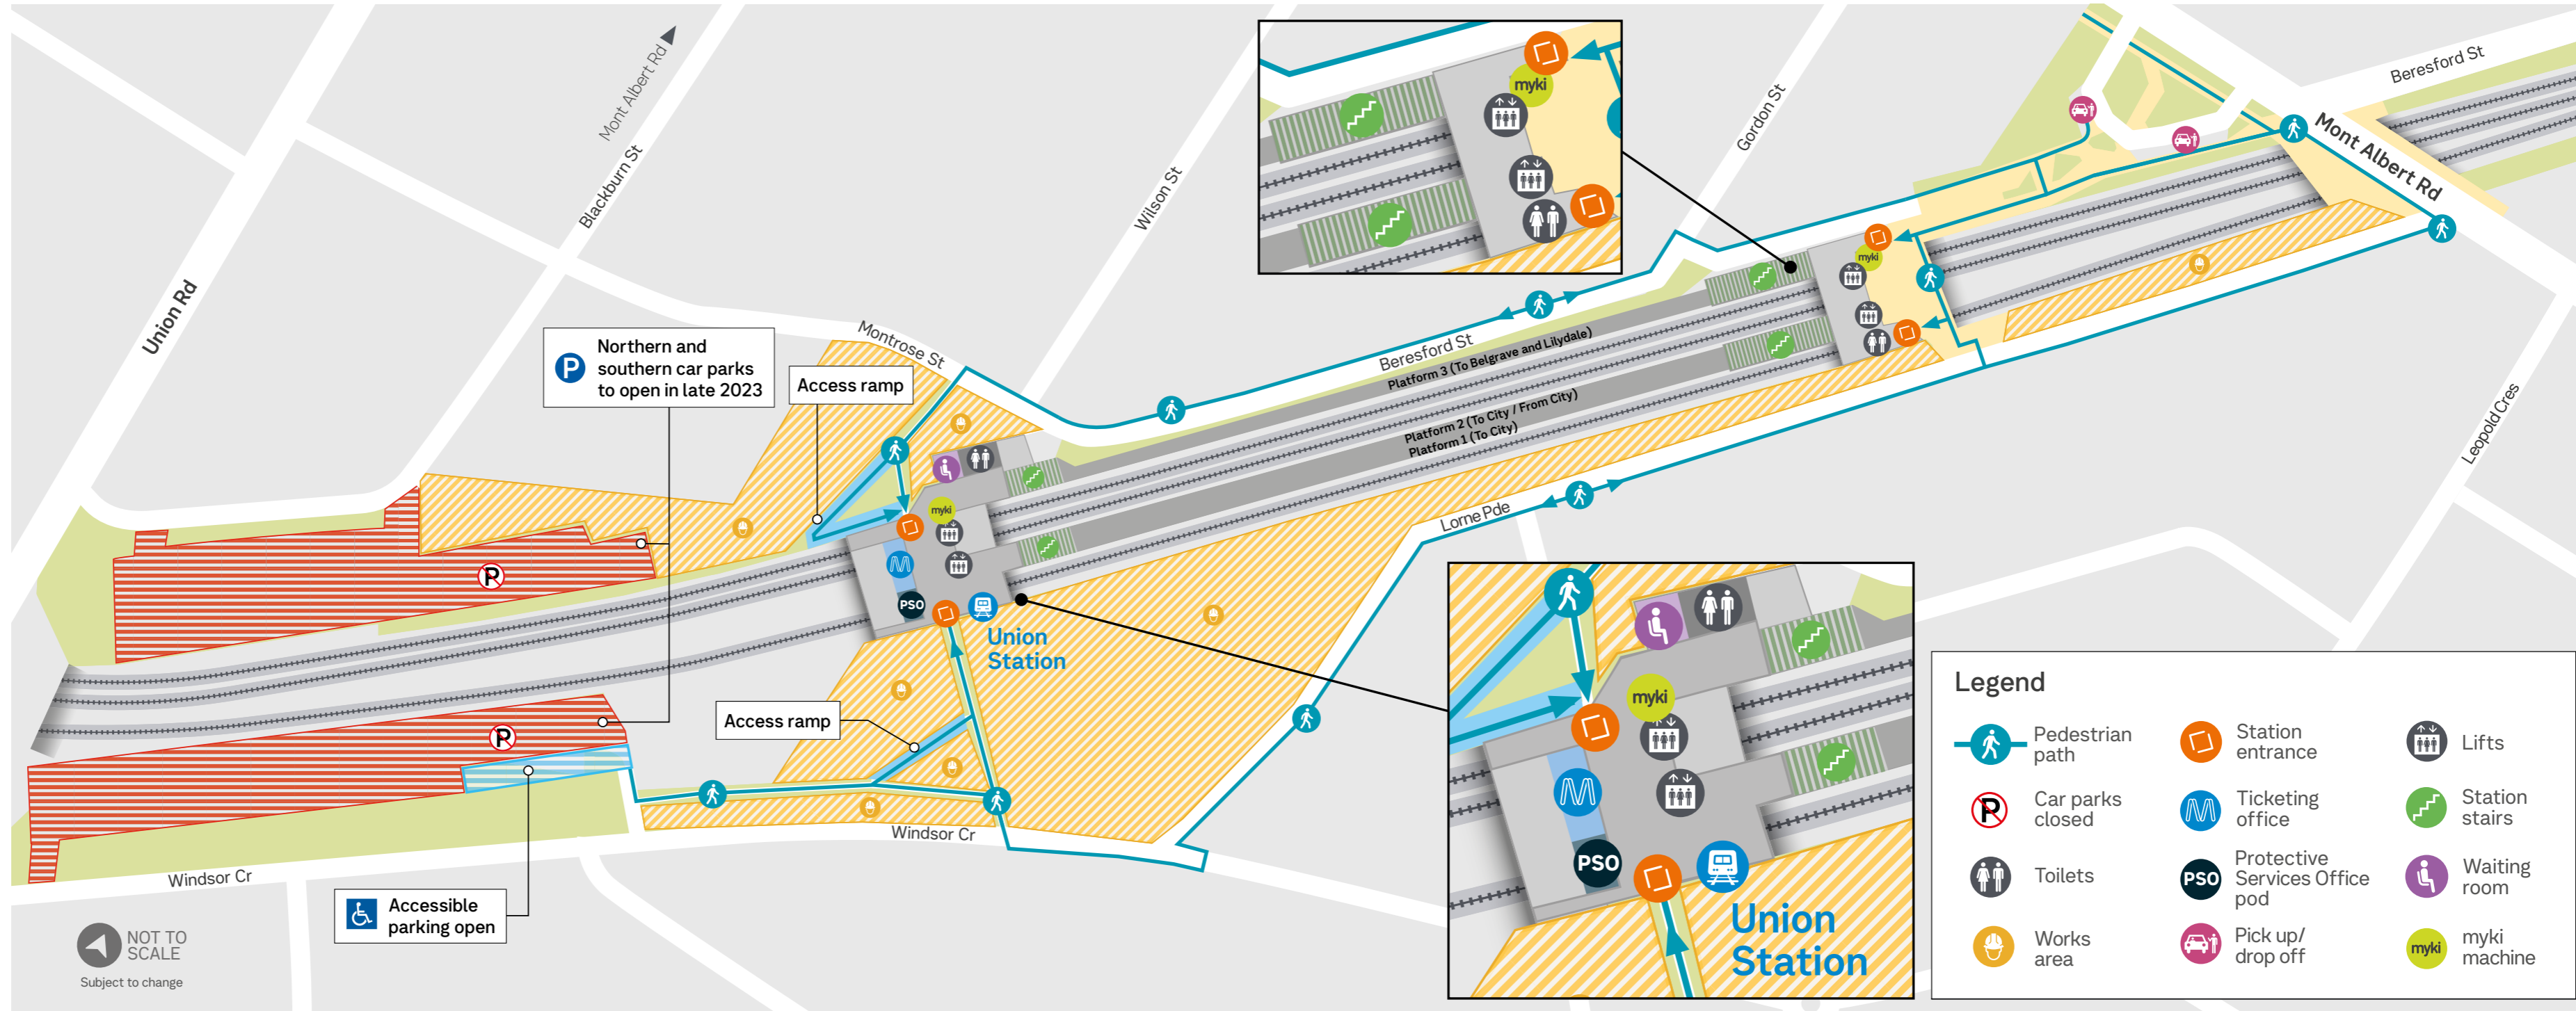 Mont Albert Rd
Blackburn St
Union Rd
Wilson St
Gordon St
Beresford St
Mont Albert Rd
Leopold Cres
Montrose St
Northern and
southern car parks
to open in late 2023
P
Access ramp
Beresford St
Platform 3 (To Belgrave and Lilydale)
Platform 2 (To City / From City)
Platform 1 (To City)
Lorne Pde
myki
myki
myki
PSO
Union
Station
P
P
Access ramp
Windsor Cr
Windsor Cr
Accessible
parking open
NOT TO
SCALE
Subject to change
myki
PSO
Union
Station
Legend
Pedestrian
path
P
Car parks
closed
Toilets
Works
area
Station
entrance
Ticketing
office
PSO
Protective
Services Office
pod
Pick up/
drop off
Lifts
Station
stairs
Waiting
room
myki
myki
machine